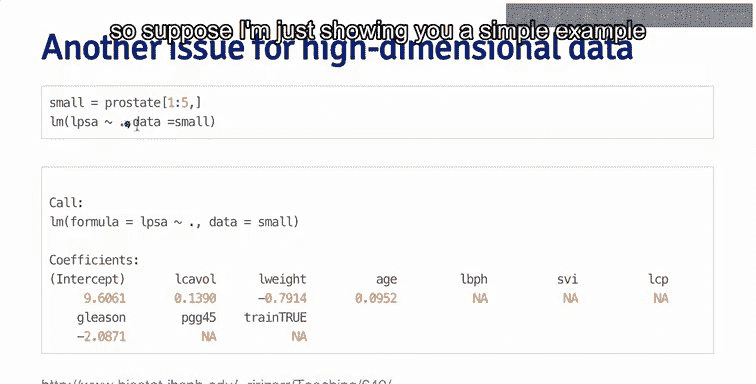 so suppose I'm just showing you a simple example
Another issue for high-dimensional data
small = prostate[1:5,]
lm(lpsa ~ ., data =small)
Call:
lm(formula = lpsa ~ ., data = small)
Coefficients:
(Intercept) lcavol lweight age lbph svi lcp
9.6061 0.1390 -0.7914 0.0952 NA NA NA
gleason pgg45 trainTRUE
-2.0871 NA NA